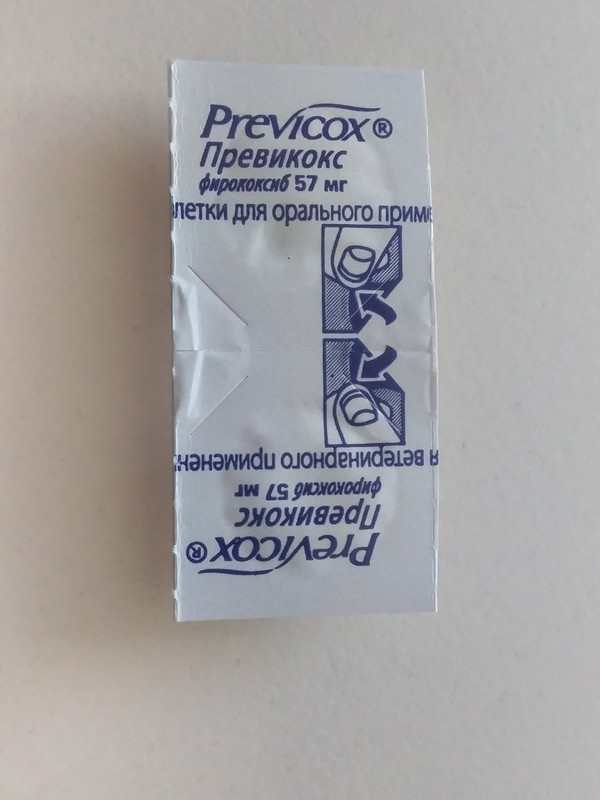 Previcox®
Превикокс
фирококсиб 57 мг
летки для орального приме
я ветеринарного применен
фирококсиб 57 мг
Превикокс
Previcox®